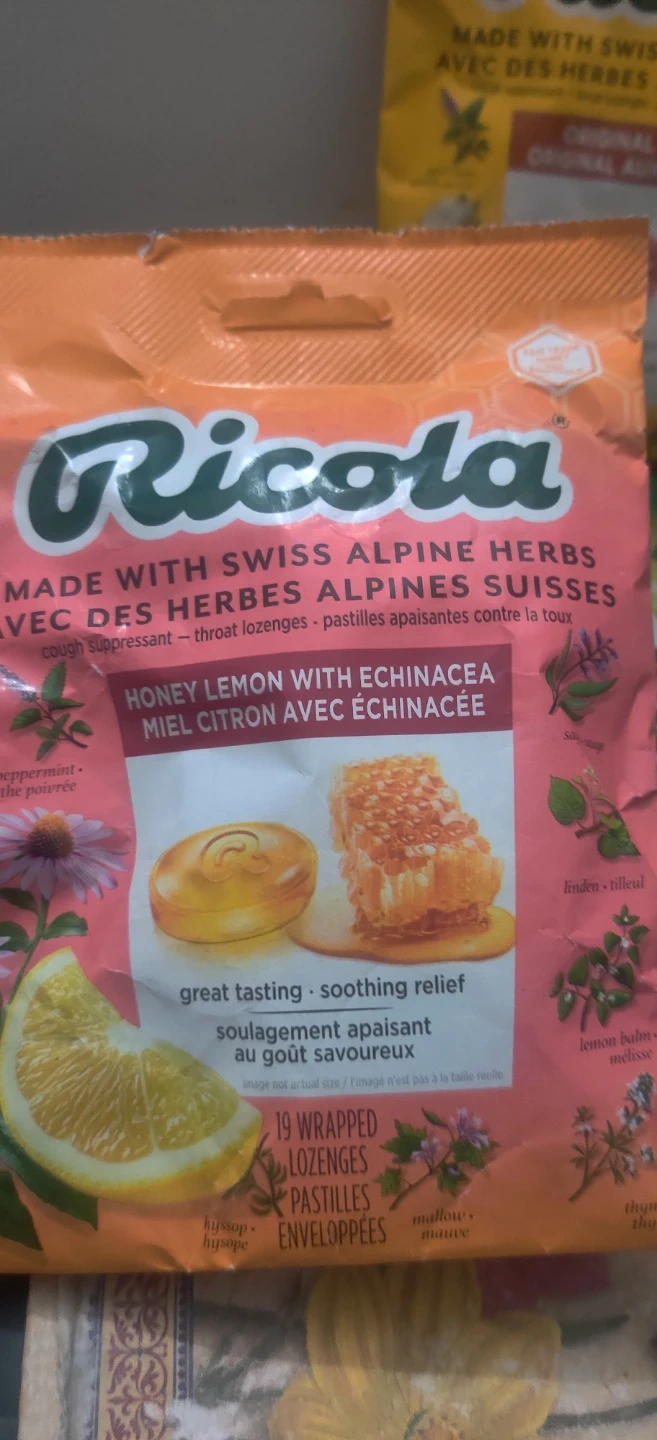 MADE WITH SWIS
AVEC DES HERBES
ORIGINAL
ORIGINAL
Ricola®
MADE WITH SWISS ALPINE HERBS
AVEC DES HERBES ALPINES SUISSES
cough suppressant – throat lozenges · pastilles apaisantes contre la toux
HONEY LEMON WITH ECHINACEA
MIEL CITRON AVEC ÉCHINACÉE
peppermint •
the poivrée
linden • tilleul
great tasting · soothing relief
soulagement apaisant
au goût savoureux
lemon balm •
mélisse
image not actual size / l'image n'est pas à la taille réelle
19 WRAPPED
LOZENGES
PASTILLES
ENVELOPPÉES
hyssop •
hysope
mallow •
mauve
thym
thy